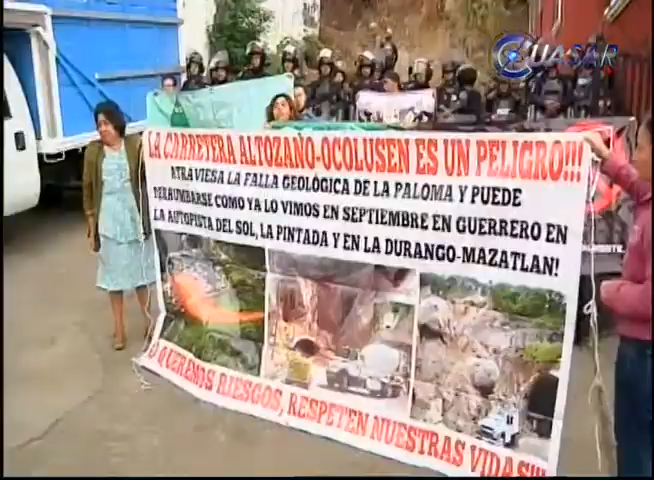 QUASAR
LA CARRETERA ALTOZANO-OCOLUSEN ES UN PELIGRO!!!
ATRAVIESA LA FALLA GEOLÓGICA DE LA PALOMA Y PUEDE
DERRUMBARSE COMO YA LO VIMOS EN SEPTIEMBRE EN GUERRERO EN
LA AUTOPISTA DEL SOL, LA PINTADA Y EN LA DURANGO-MAZATLAN!
NO QUEREMOS RIESGOS, RESPETEN NUESTRAS VIDAS!!!